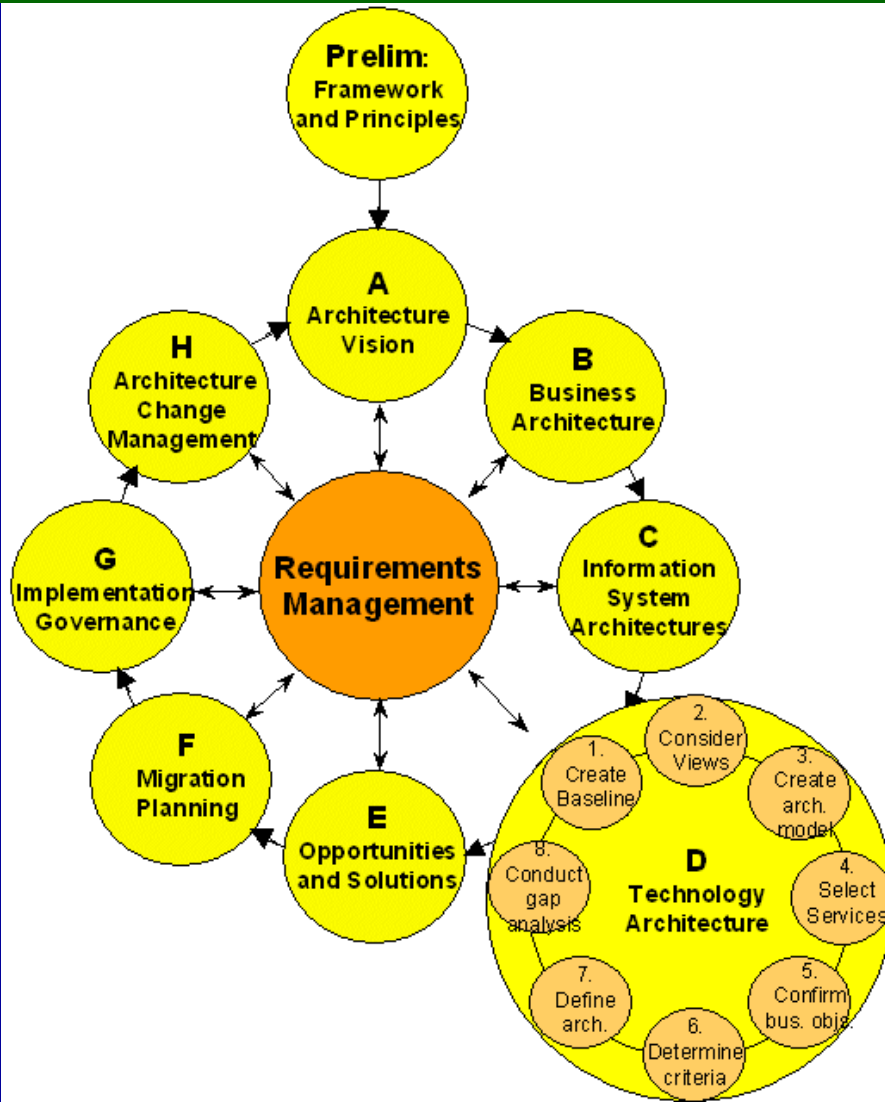 Prelim:
Framework
and Principles
A
Architecture
Vision
H
Architecture
Change
Management
B
Business
Architecture
G
Implementation
Governance
Requirements
Management
C
Information
System
Architectures
F
Migration
Planning
E
Opportunities
and Solutions
D
Technology
Architecture
1.
Create
Baseline
2.
Consider
Views
3.
Create
arch.
model
4.
Select
Services
5.
Confirm
bus. objs.
6.
Determine
criteria
7.
Define
arch.
8.
Conduct
gap
analysis